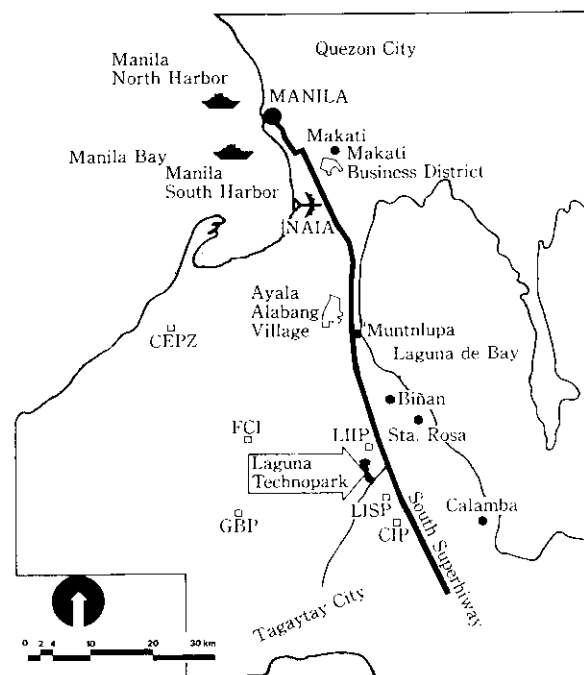 Quezon City
Manila
North Harbor
MANILA
Makati
Manila Bay
Makati
Business District
Manila
South Harbor
NAIA
Ayala
Alabang
Village
CEPZ
Muntnlupa
Laguna de Bay
Biñan
FCI
LIIP
Sta. Rosa
Laguna
Technopark
LISP
Calamba
GBP
CIP
South Superhiway
Tagaytay City
0 2 4 10 20 30 km